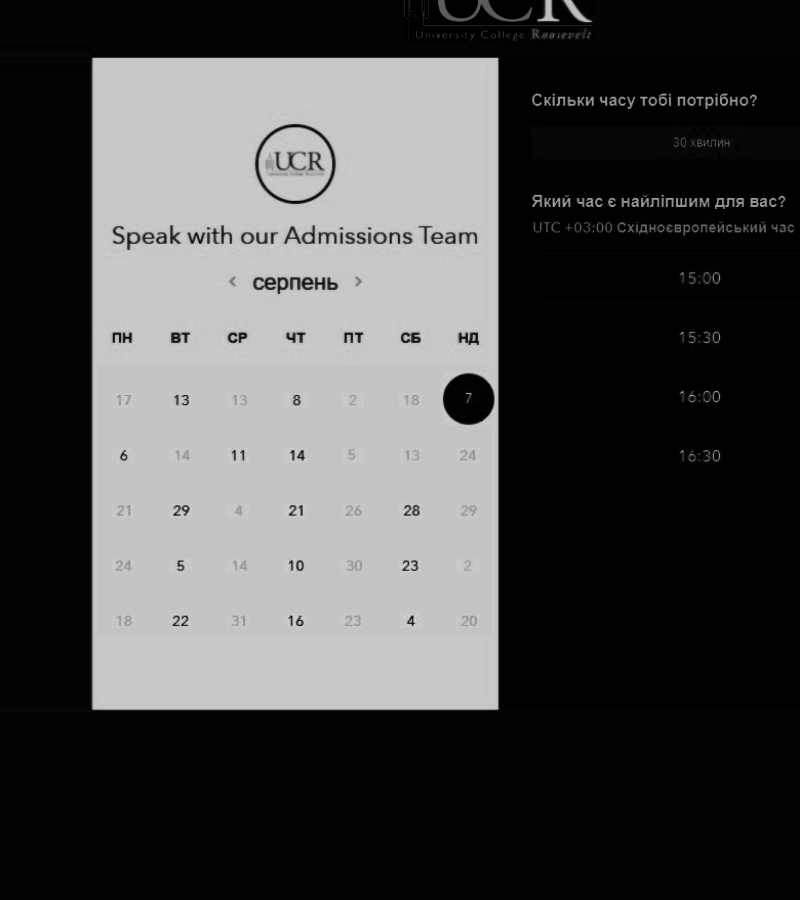 UCR
University College Roosevelt
UCR
Speak with our Admissions Team
< серпень >
ПН ВТ СР ЧТ ПТ СБ НД
17 13 13 8 2 18 7
6 14 11 14 5 13 24
21 29 4 21 26 28 29
24 5 14 10 30 23 2
18 22 31 16 23 4 20
Скільки часу тобі потрібно?
30 хвилин
Який час є найліпшим для вас?
UTC +03:00 Східноєвропейський час
15:00
15:30
16:00
16:30